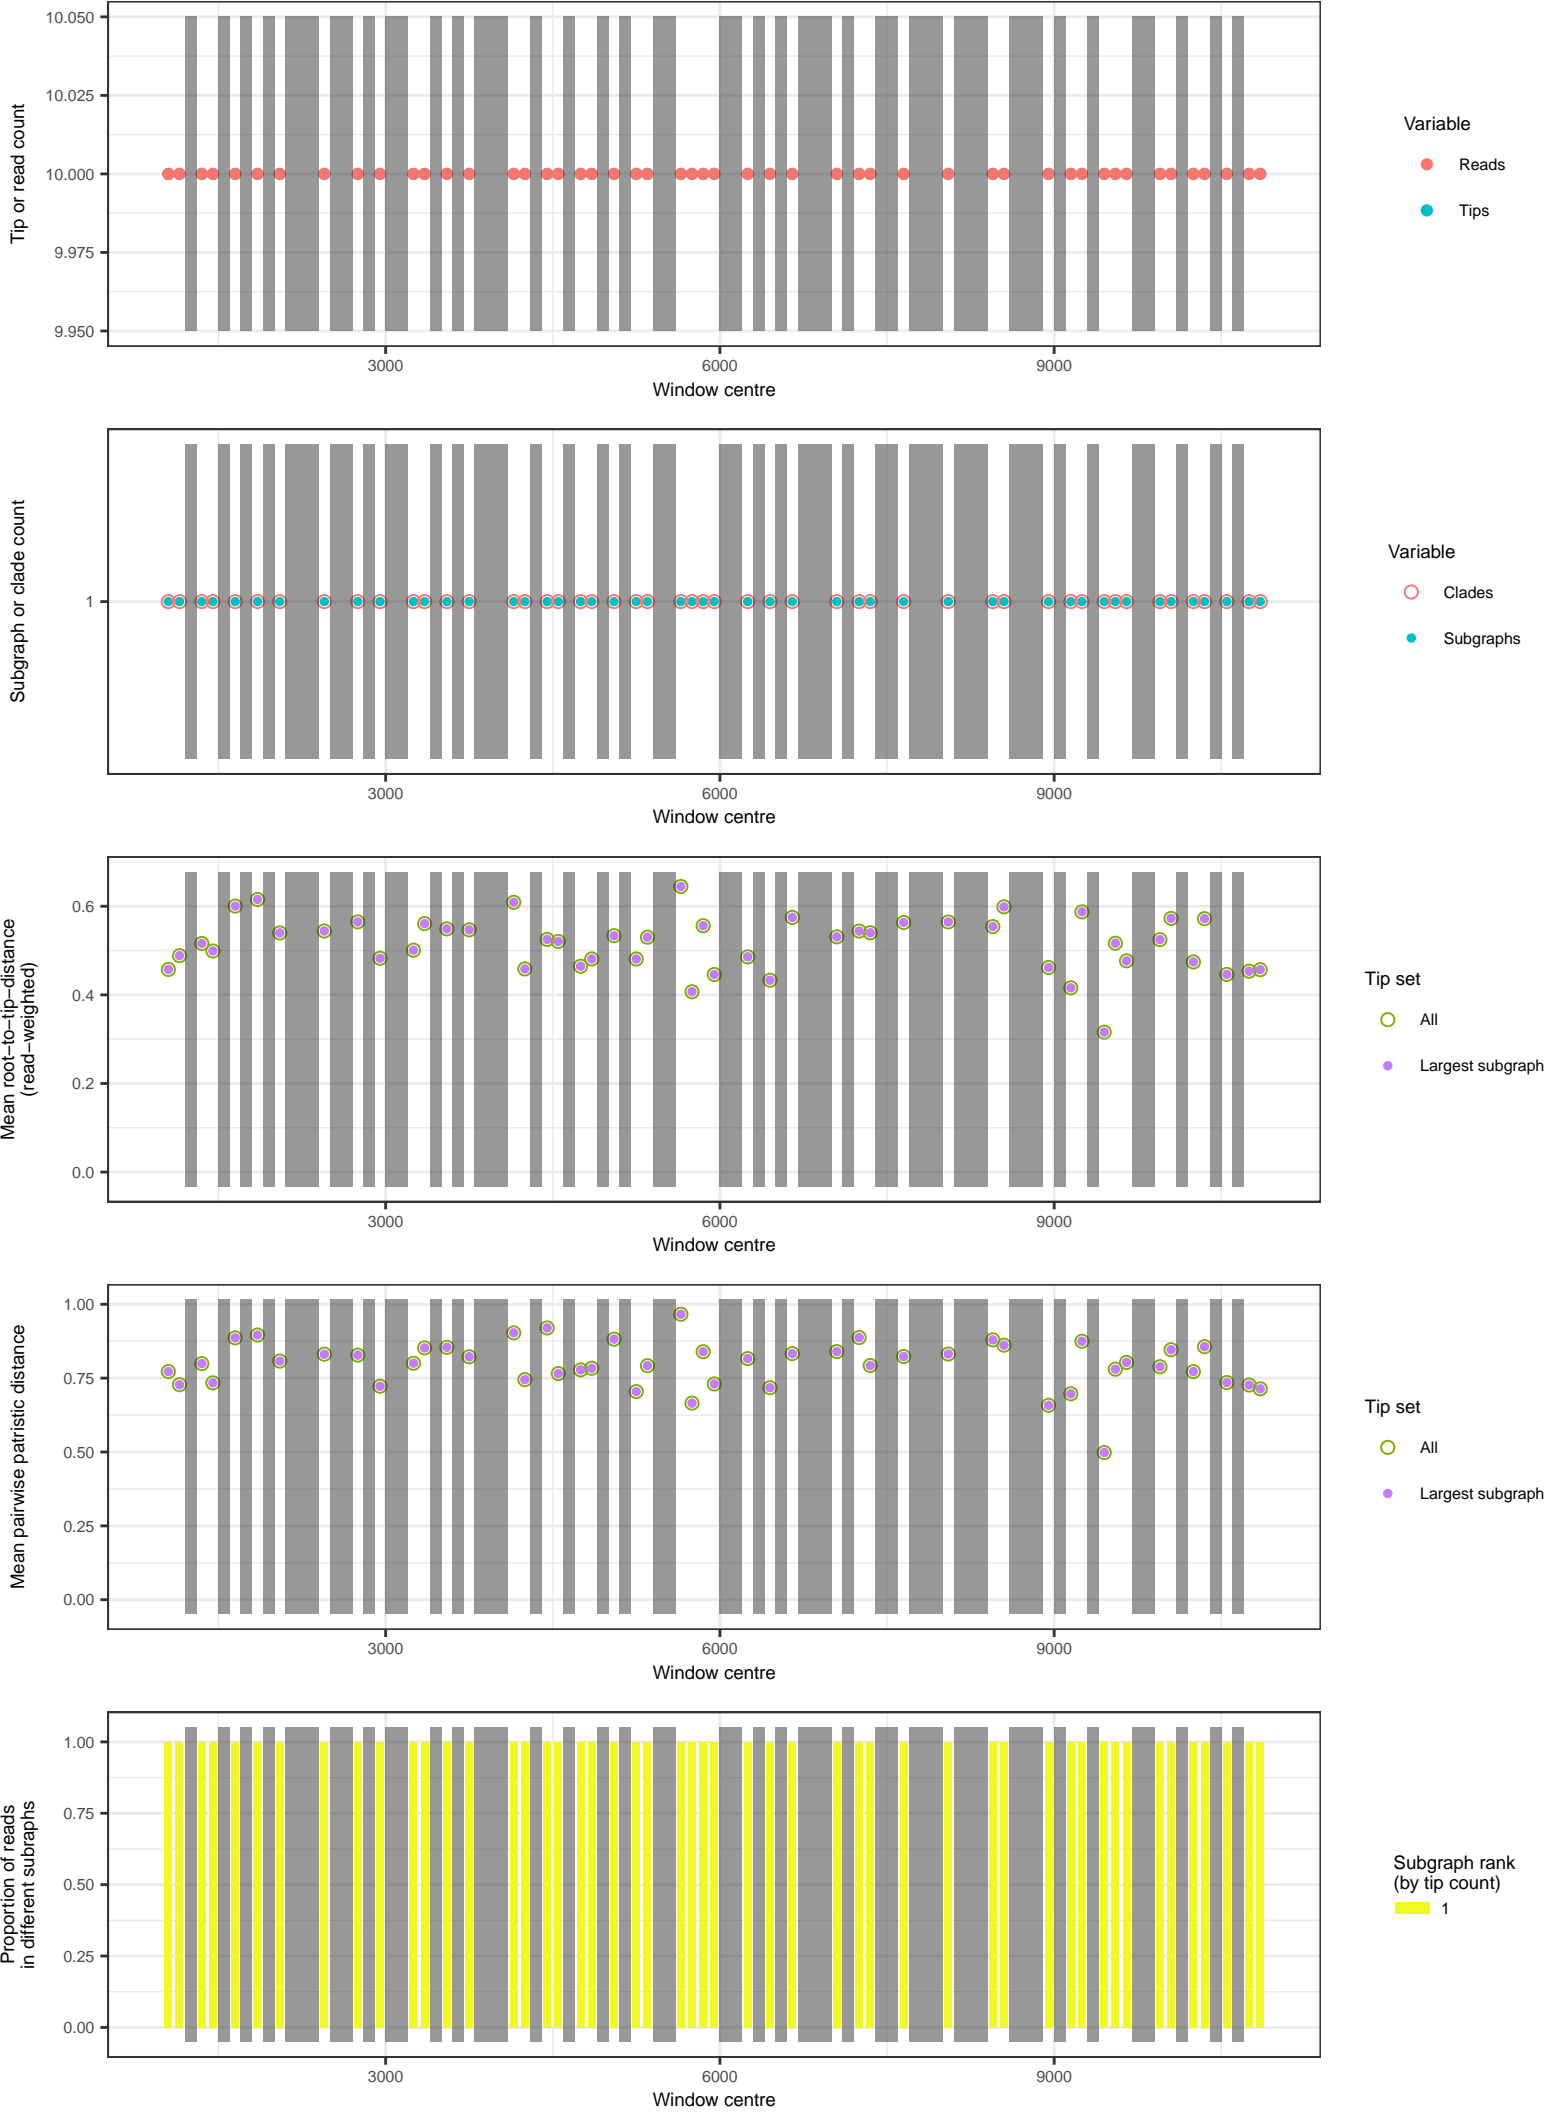 10.050
10.025
10.000
9.975
9.950
Tip or read count
3000
6000
9000
Window centre
Variable
Reads
Tips
Subgraph or clade count
1
3000
6000
9000
Window centre
Variable
Clades
Subgraphs
Mean root−to−tip−distance
(read−weighted)
0.6
0.4
0.2
0.0
3000
6000
9000
Window centre
Tip set
All
Largest subgraph
Mean pairwise patristic distance
1.00
0.75
0.50
0.25
0.00
3000
6000
9000
Window centre
Tip set
All
Largest subgraph
Proportion of reads
in different subraphs
1.00
0.75
0.50
0.25
0.00
3000
6000
9000
Window centre
Subgraph rank
(by tip count)
1